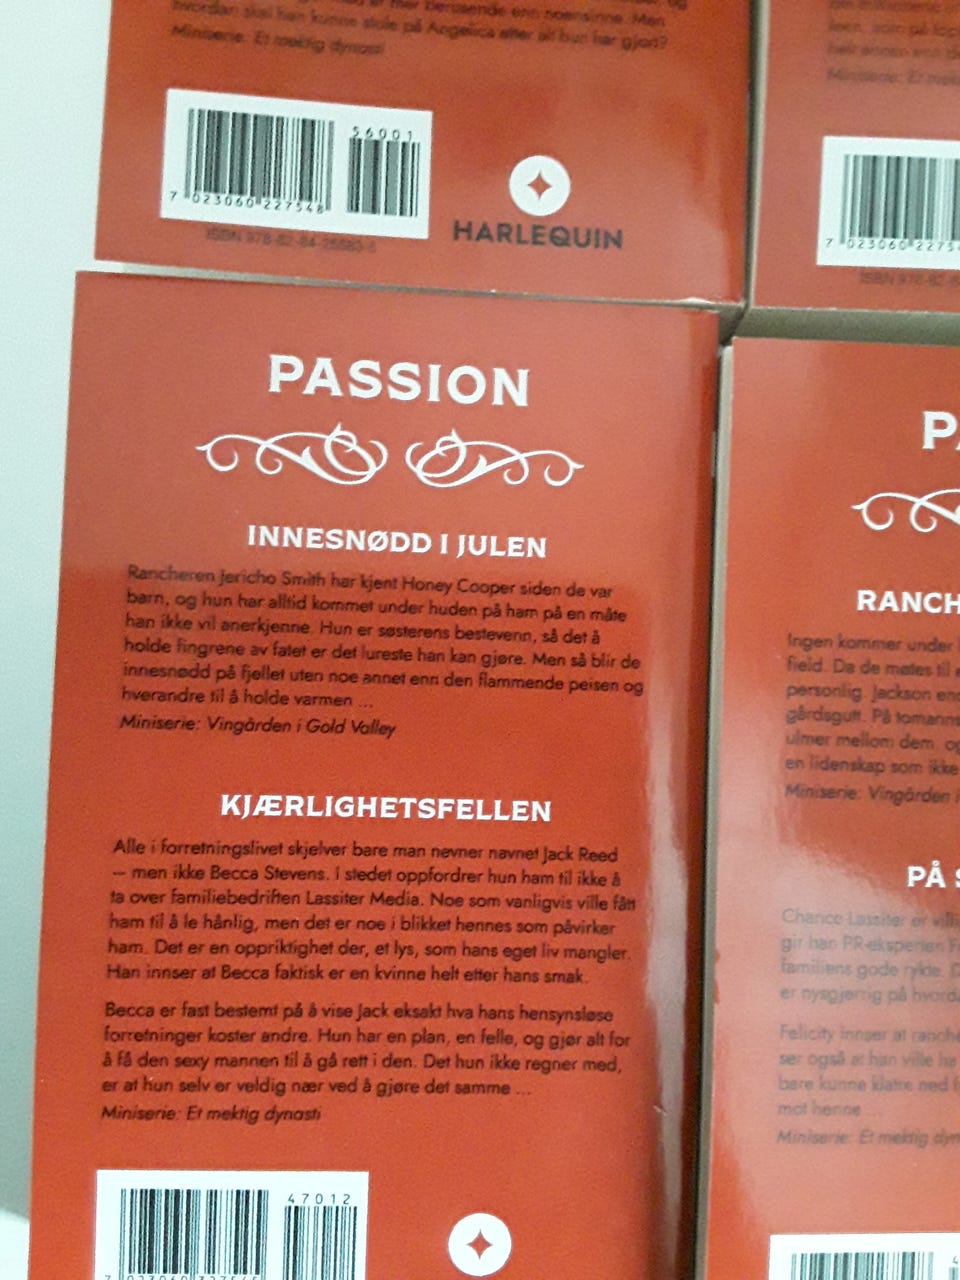 hvordan skal han kunne stole på Angelica etter alt hun har gjort?
Miniserie: Et mektig dynasti
56001
7 023060 227548
HARLEQUIN
7 023060 2275
PASSION
INNESNØDD I JULEN
Rancheren Jericho Smith har kjent Honey Cooper siden de var
barn, og hun har alltid kommet under huden på ham på en måte
han ikke vil anerkjenne. Hun er søsterens bestevenn, så det å
holde fingrene av fatet er det lureste han kan gjøre. Men så blir de
innesnødd på fjellet uten noe annet enn den flammende peisen og
hverandre til å holde varmen ...
Miniserie: Vingården i Gold Valley
KJÆRLIGHETSFELLEN
Alle i forretningslivet skjelver bare man nevner navnet Jack Reed
– men ikke Becca Stevens. I stedet oppfordrer hun ham til ikke å
ta over familiebedriften Lassiter Media. Noe som vanligvis ville fått
ham til å le hånlig, men det er noe i blikket hennes som påvirker
ham. Det er en oppriktighet der, et lys, som hans eget liv mangler.
Han innser at Becca faktisk er en kvinne helt etter hans smak.
Becca er fast bestemt på å vise Jack eksakt hva hans hensynsløse
forretninger koster andre. Hun har en plan, en felle, og gjør alt for
å få den sexy mannen til å gå rett i den. Det hun ikke regner med,
er at hun selv er veldig nær ved å gjøre det samme ...
Miniserie: Et mektig dynasti
47012
7 023060 327545
PA
RANCH
Ingen kommer under
field. Da de møtes til
personlig. Jackson
gårdsgutt. På
ulmer mellom dem
en lidenskap som ikke
Miniserie: Vingården
PÅ
Chance Lassiter er
gir han PR-eksperten
familiens gode rykte.
er nysgjerrig på
Felicity innser at
ser også at han ville ha
bare kunne klatre ned
mot henne ...
Miniserie: Et mektig